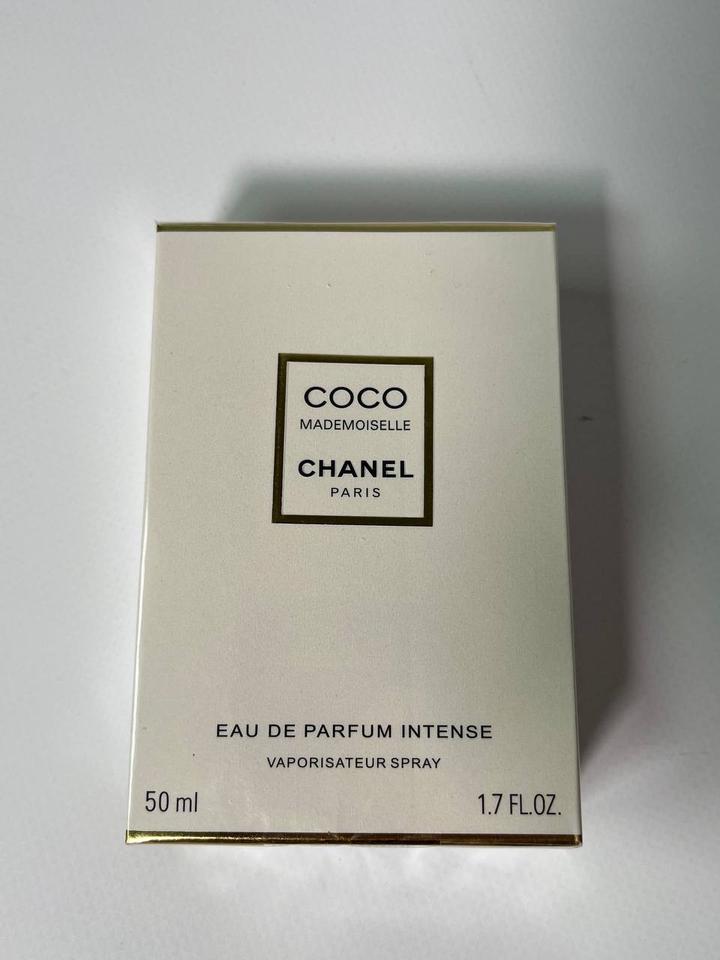 COCO
MADEMOISELLE
CHANEL
PARIS
EAU DE PARFUM INTENSE
VAPORISATEUR SPRAY
50 ml 1.7 FL.OZ.